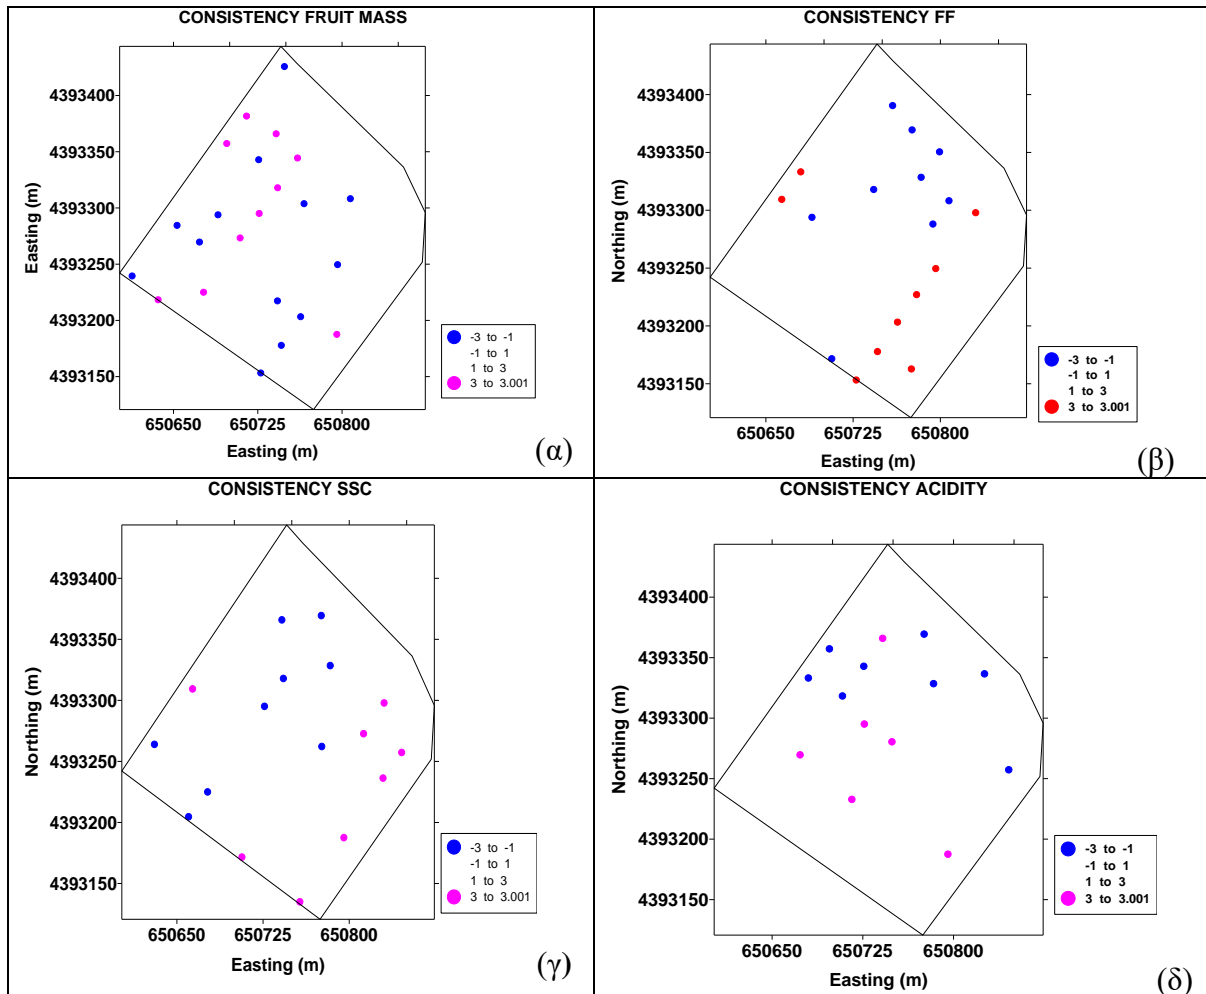 CONSISTENCY FRUIT MASS
4393400
4393350
4393300
4393250
4393200
4393150
Easting (m)
650650 650725 650800
Easting (m)
-3 to -1
-1 to 1
1 to 3
3 to 3.001
(α)
CONSISTENCY FF
4393400
4393350
4393300
4393250
4393200
4393150
Northing (m)
650650 650725 650800
Easting (m)
-3 to -1
-1 to 1
1 to 3
3 to 3.001
(β)
CONSISTENCY SSC
4393400
4393350
4393300
4393250
4393200
4393150
Northing (m)
650650 650725 650800
Easting (m)
-3 to -1
-1 to 1
1 to 3
3 to 3.001
(γ)
CONSISTENCY ACIDITY
4393400
4393350
4393300
4393250
4393200
4393150
Northing (m)
650650 650725 650800
Easting (m)
-3 to -1
-1 to 1
1 to 3
3 to 3.001
(δ)